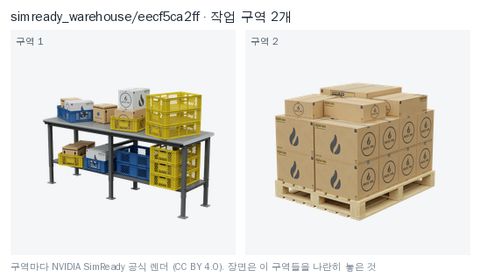 simready_warehouse/eecf5ca2ff · 작업 구역 2개
구역 1
구역 2
구역마다 NVIDIA SimReady 공식 렌더 (CC BY 4.0). 장면은 이 구역들을 나란히 놓은 것